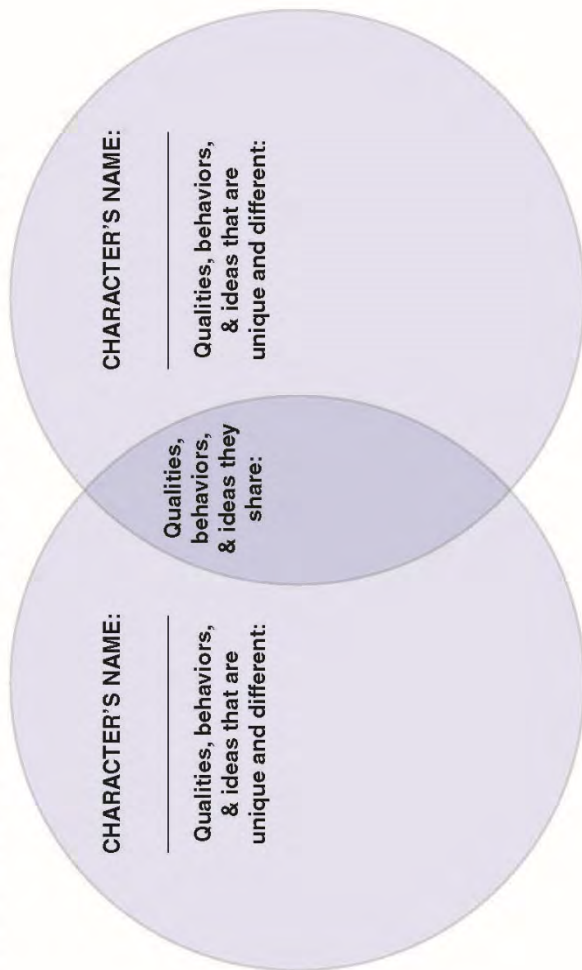 CHARACTER'S NAME:
Qualities, behaviors,
& ideas that are
unique and different:
Qualities,
behaviors,
& ideas they
share:
CHARACTER'S NAME:
Qualities, behaviors,
& ideas that are
unique and different: